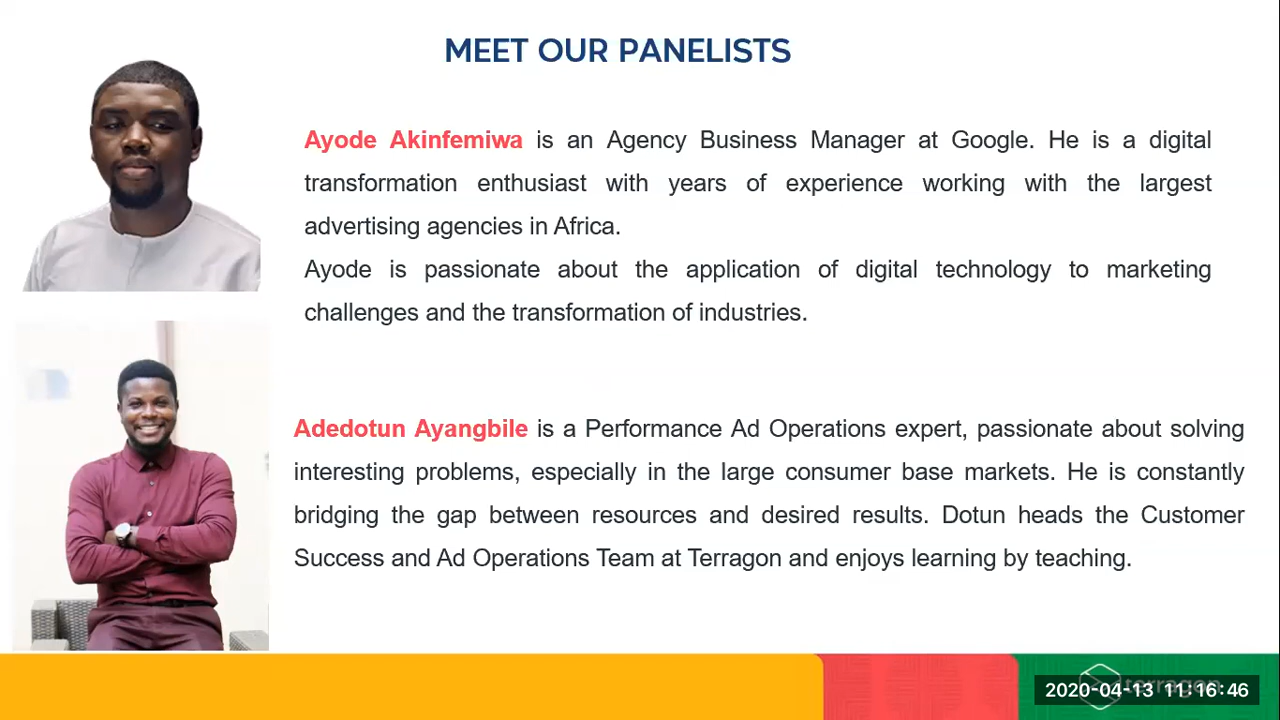 MEET OUR PANELISTS
Ayode Akinfemiwa is an Agency Business Manager at Google. He is a digital
transformation enthusiast with years of experience working with the largest
advertising agencies in Africa.
Ayode is passionate about the application of digital technology to marketing
challenges and the transformation of industries.
Adedotun Ayangbile is a Performance Ad Operations expert, passionate about solving
interesting problems, especially in the large consumer base markets. He is constantly
bridging the gap between resources and desired results. Dotun heads the Customer
Success and Ad Operations Team at Terragon and enjoys learning by teaching.
terragon
2020-04-13 11:16:46